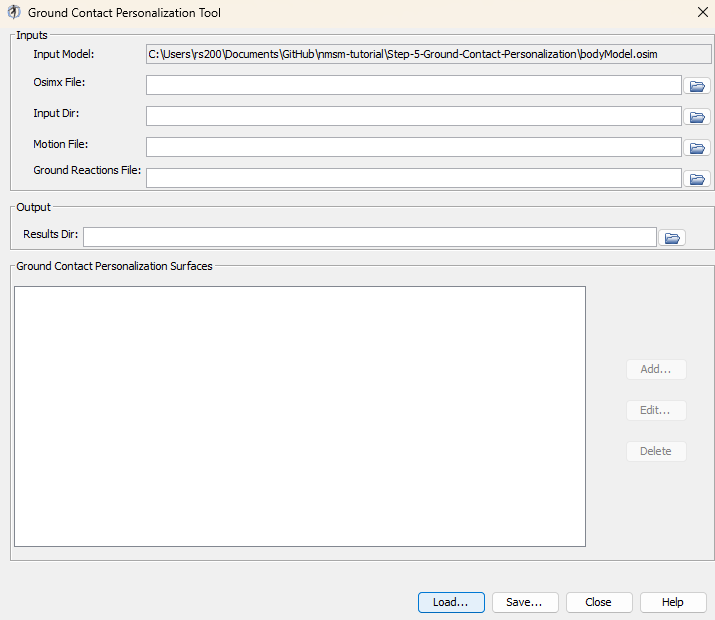 Ground Contact Personalization Tool
Inputs
Input Model: C:\Users\rs200\Documents\GitHub\nmsm-tutorial\Step-5-Ground-Contact-Personalization\bodyModel.osim
Osimx File:
Input Dir:
Motion File:
Ground Reactions File:
Output
Results Dir:
Ground Contact Personalization Surfaces
Add...
Edit...
Delete
Load... Save... Close Help